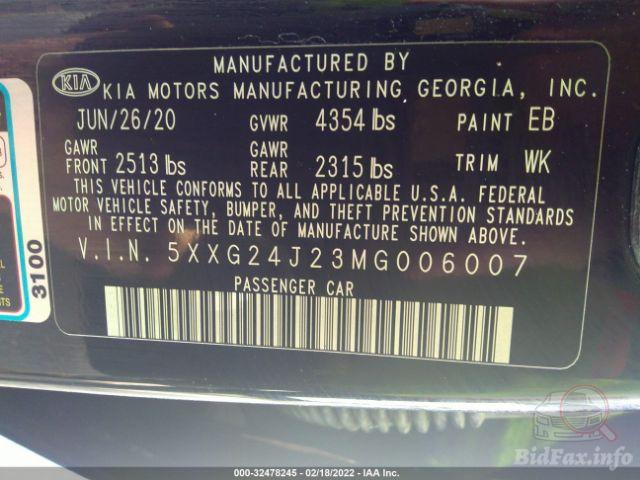 MANUFACTURED BY
KIA
KIA MOTORS MANUFACTURING GEORGIA, INC.
JUN/26/20 GVWR 4354 lbs PAINT EB
GAWR FRONT 2513 lbs GAWR REAR 2315 lbs TRIM WK
THIS VEHICLE CONFORMS TO ALL APPLICABLE U.S.A. FEDERAL
MOTOR VEHICLE SAFETY, BUMPER, AND THEFT PREVENTION STANDARDS
IN EFFECT ON THE DATE OF MANUFACTURE SHOWN ABOVE.
V.I.N. 5XXG24J23MG006007
PASSENGER CAR
3100
BidFax.info
000-32478245 - 02/18/2022 - IAA Inc.